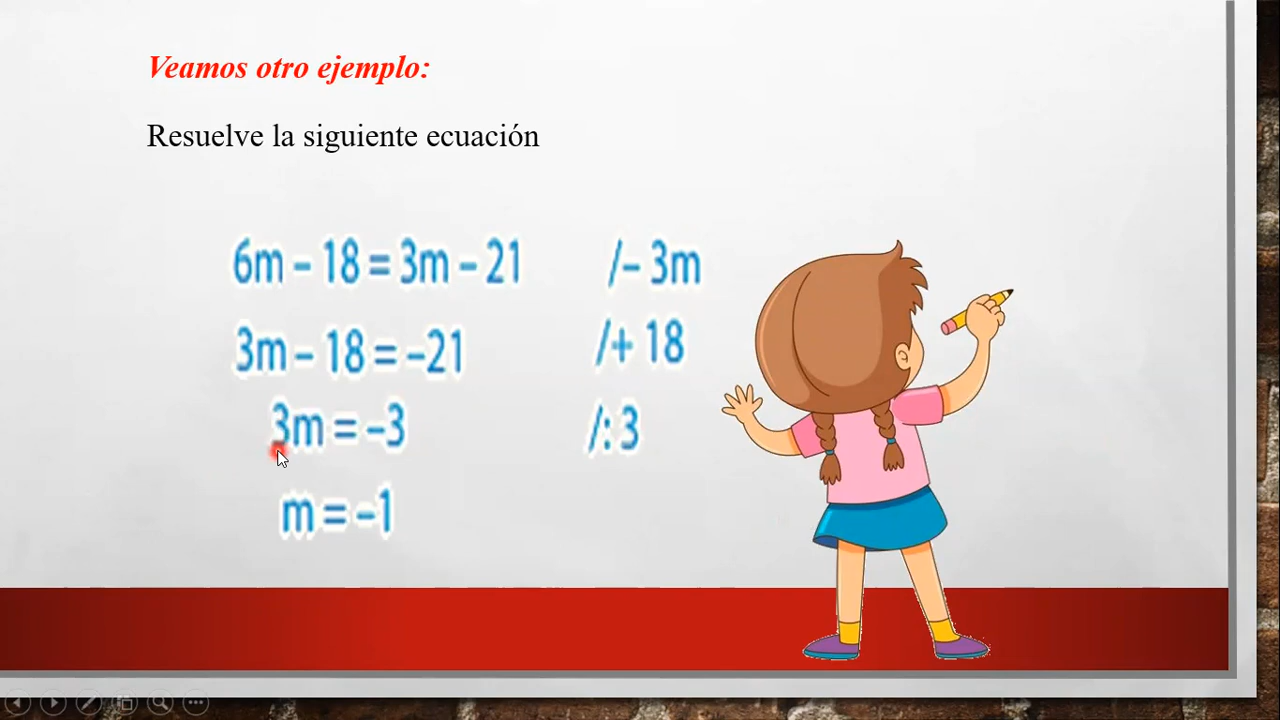 Veamos otro ejemplo:
Resuelve la siguiente ecuación
6m – 18 = 3m – 21 /– 3m
3m – 18 = –21 /+ 18
3m = –3 /: 3
m = –1